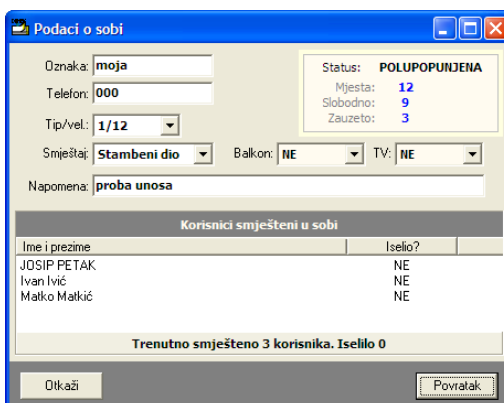 Podaci o sobi
Oznaka: moja
Telefon: 000
Tip/vel.: 1/12
Status: POLUPOPUNJENA
Mjesta: 12
Slobodno: 9
Zauzeto: 3
Smještaj: Stambeni dio Balkon: NE TV: NE
Napomena: proba unosa
Korisnici smješteni u sobi
Ime i prezime Iselio?
JOSIP PETAK NE
Ivan Ivić NE
Matko Matkić NE
Trenutno smješteno 3 korisnika. Iselilo 0
Otkaži Povratak